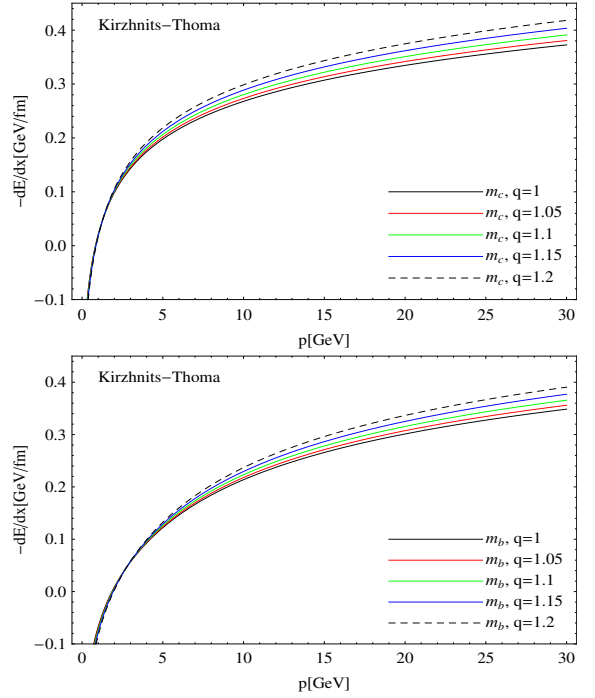 Kirzhnits−Thoma
−dE/dx[GeV/fm]
0.4
0.3
0.2
0.1
0.0
−0.1
m_c, q=1
m_c, q=1.05
m_c, q=1.1
m_c, q=1.15
m_c, q=1.2
0 5 10 15 20 25 30
p[GeV]
Kirzhnits−Thoma
−dE/dx[GeV/fm]
0.4
0.3
0.2
0.1
0.0
−0.1
m_b, q=1
m_b, q=1.05
m_b, q=1.1
m_b, q=1.15
m_b, q=1.2
0 5 10 15 20 25 30
p[GeV]